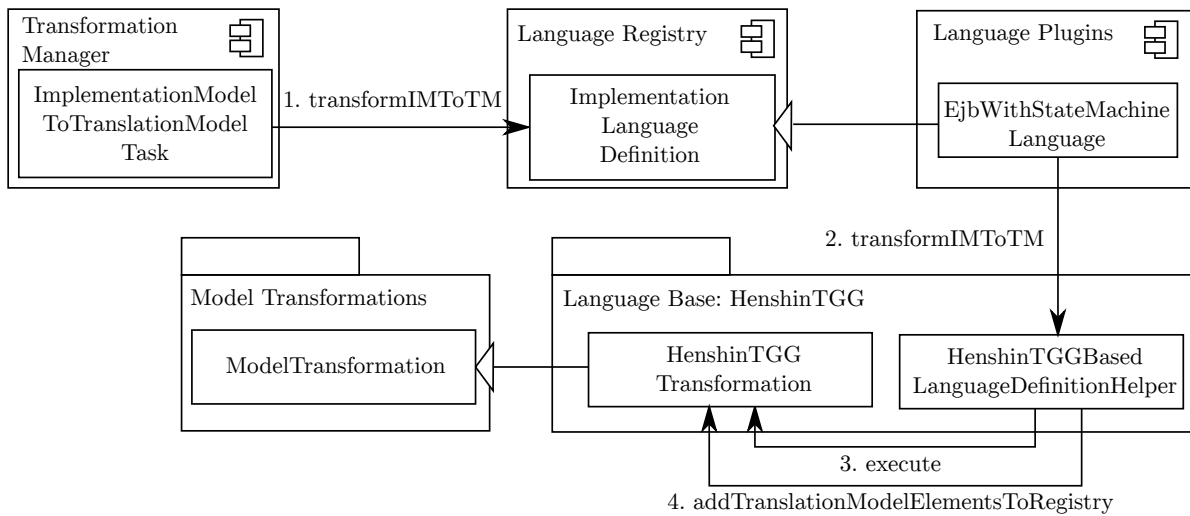 Transformation
Manager
ImplementationModel
ToTranslationModel
Task
1. transformIMToTM
Language Registry
Implementation
Language
Definition
Language Plugins
EjbWithStateMachine
Language
2. transformIMToTM
Model Transformations
ModelTransformation
Language Base: HenshinTGG
HenshinTGG
Transformation
HenshinTGGBased
LanguageDefinitionHelper
3. execute
4. addTranslationModelElementsToRegistry